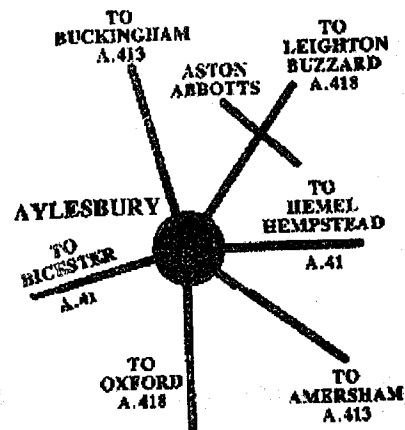 TO
BUCKINGHAM
A.413
TO
LEIGHTON
BUZZARD
A.418
ASTON
ABBOTTS
AYLESBURY
TO
HEMEL
HEMPSTEAD
A.41
TO
BICESTER
A.41
TO
OXFORD
A.418
TO
AMERSHAM
A.413